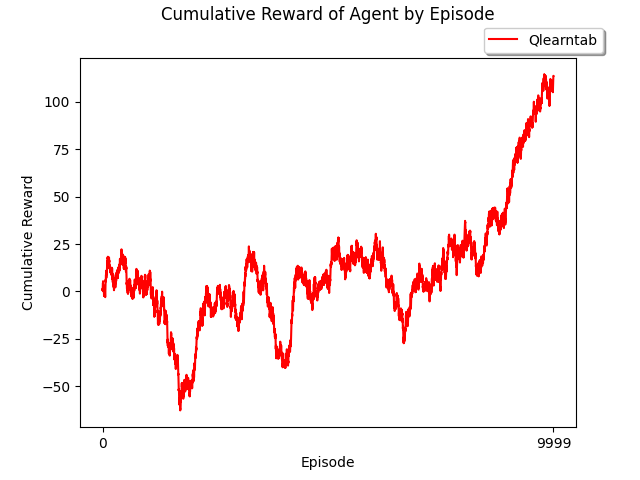 Cumulative Reward of Agent by Episode
Qlearntab
100
75
50
25
0
−25
−50
Cumulative Reward
0
9999
Episode